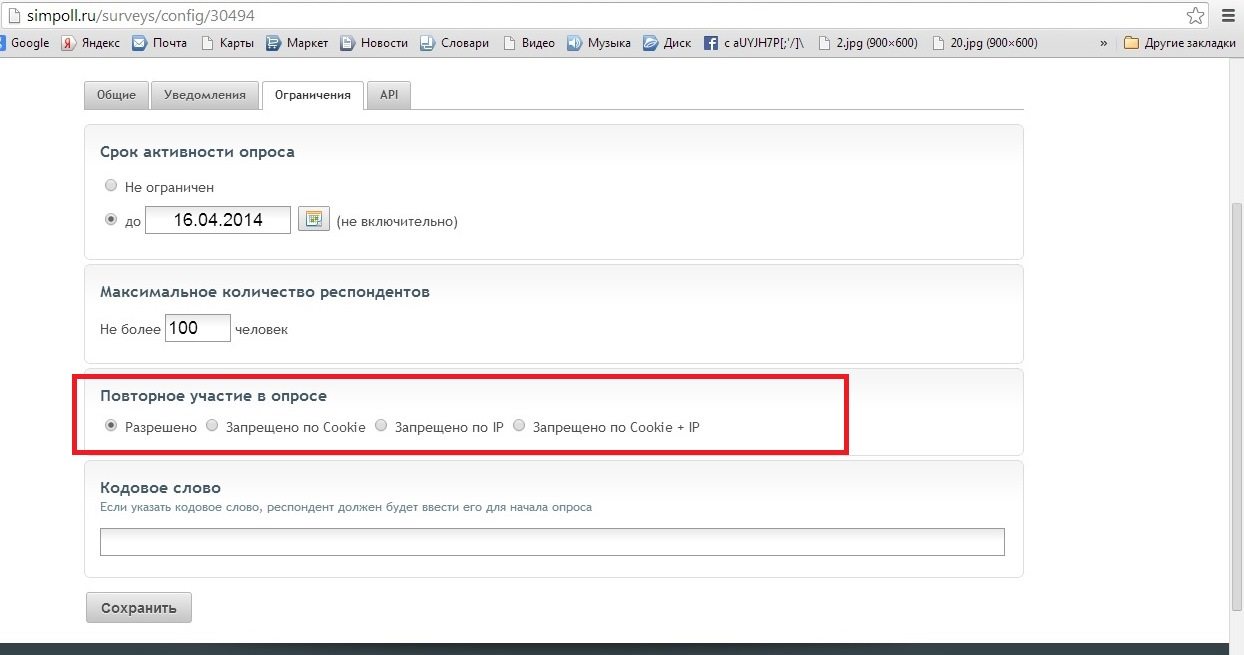 simpoll.ru/surveys/config/30494
Google Яндекс Почта Карты Маркет Новости Словари Видео Музыка Диск с aUYJH7P[;'/]\ 2.jpg (900×600) 20.jpg (900×600) » Другие закладки
Общие Уведомления Ограничения API
Срок активности опроса
Не ограничен
до 16.04.2014 (не включительно)
Максимальное количество респондентов
Не более 100 человек
Повторное участие в опросе
Разрешено Запрещено по Cookie Запрещено по IP Запрещено по Cookie + IP
Кодовое слово
Если указать кодовое слово, респондент должен будет ввести его для начала опроса
Сохранить